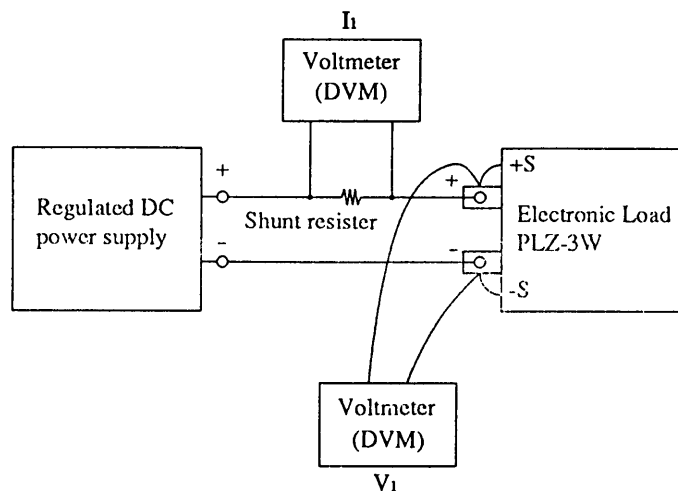 I1
Voltmeter
(DVM)
+
+
+S
Regulated DC
power supply
Shunt resister
Electronic Load
PLZ-3W
-
-
-S
Voltmeter
(DVM)
V1